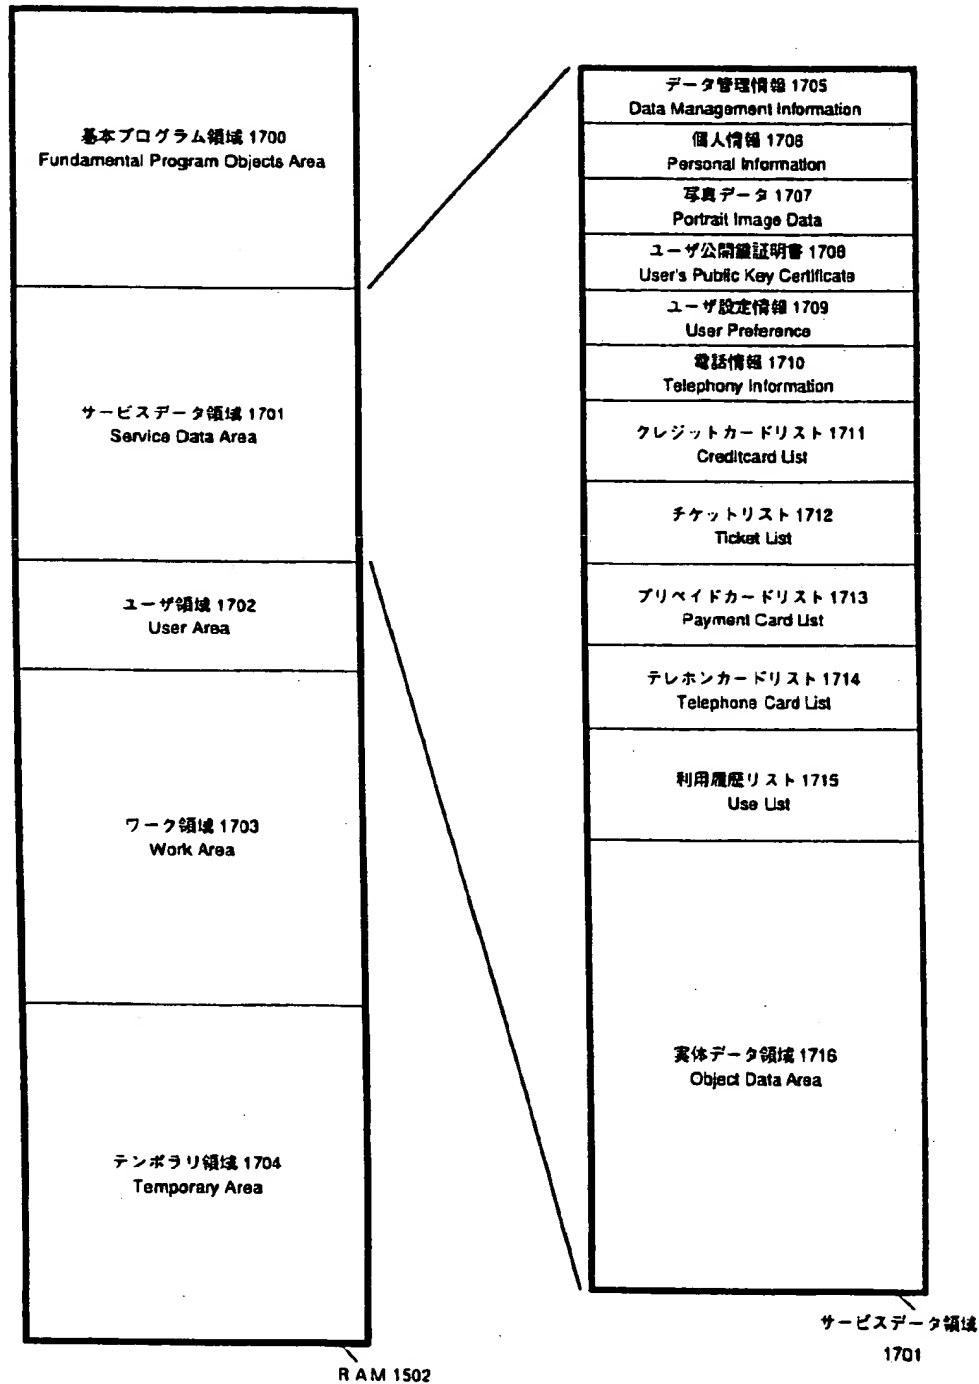 基本プログラム領域 1700
Fundamental Program Objects Area
サービスデータ領域 1701
Service Data Area
ユーザ領域 1702
User Area
ワーク領域 1703
Work Area
テンポラリ領域 1704
Temporary Area
RAM 1502
データ管理情報 1705
Data Management Information
個人情報 1706
Personal Information
写真データ 1707
Portrait Image Data
ユーザ公開鍵証明書 1708
User's Public Key Certificate
ユーザ設定情報 1709
User Preference
電話情報 1710
Telephony Information
クレジットカードリスト 1711
Creditcard List
チケットリスト 1712
Ticket List
プリペイドカードリスト 1713
Payment Card List
テレホンカードリスト 1714
Telephone Card List
利用履歴リスト 1715
Use List
実体データ領域 1716
Object Data Area
サービスデータ領域
1701